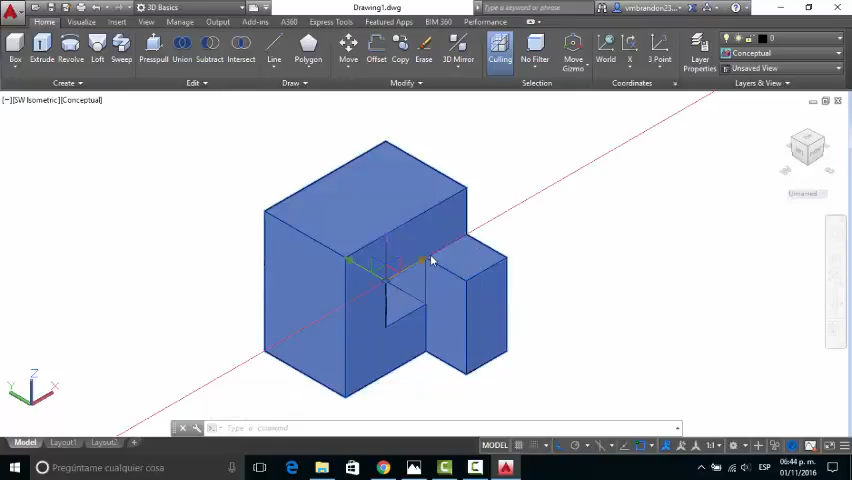 3D Basics
Drawing1.dwg
Type a keyword or phrase
vmbrandon23...
Home Visualize Insert View Manage Output Add-ins A360 Express Tools Featured Apps BIM 360 Performance
Box Extrude Revolve Loft Sweep Presspull Union Subtract Intersect Line Polygon Move Offset Copy Erase 3D Mirror Culling No Filter Move Gizmo World X 3 Point Layer Properties
0
Conceptual
Unsaved View
Create Edit Draw Modify Selection Coordinates Layers & View
[−][SW Isometric][Conceptual]
Unnamed
Z
Y X
Type a command
Model Layout1 Layout2 +
MODEL 1:1
Pregúntame cualquier cosa
ESP
06:44 p. m.
01/11/2016